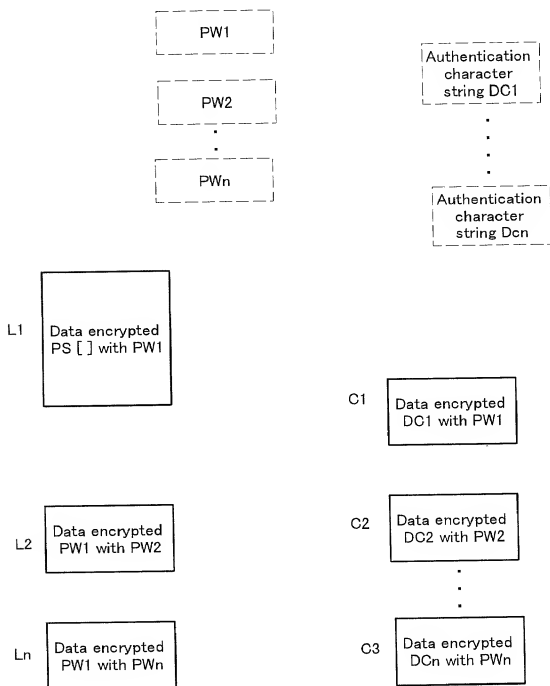 PW1
Authentication
character
string DC1
PW2
PWn
Authentication
character
string Dcn
L1
Data encrypted
PS [ ] with PW1
C1
Data encrypted
DC1 with PW1
L2
Data encrypted
PW1 with PW2
C2
Data encrypted
DC2 with PW2
Ln
Data encrypted
PW1 with PWn
C3
Data encrypted
DCn with PWn